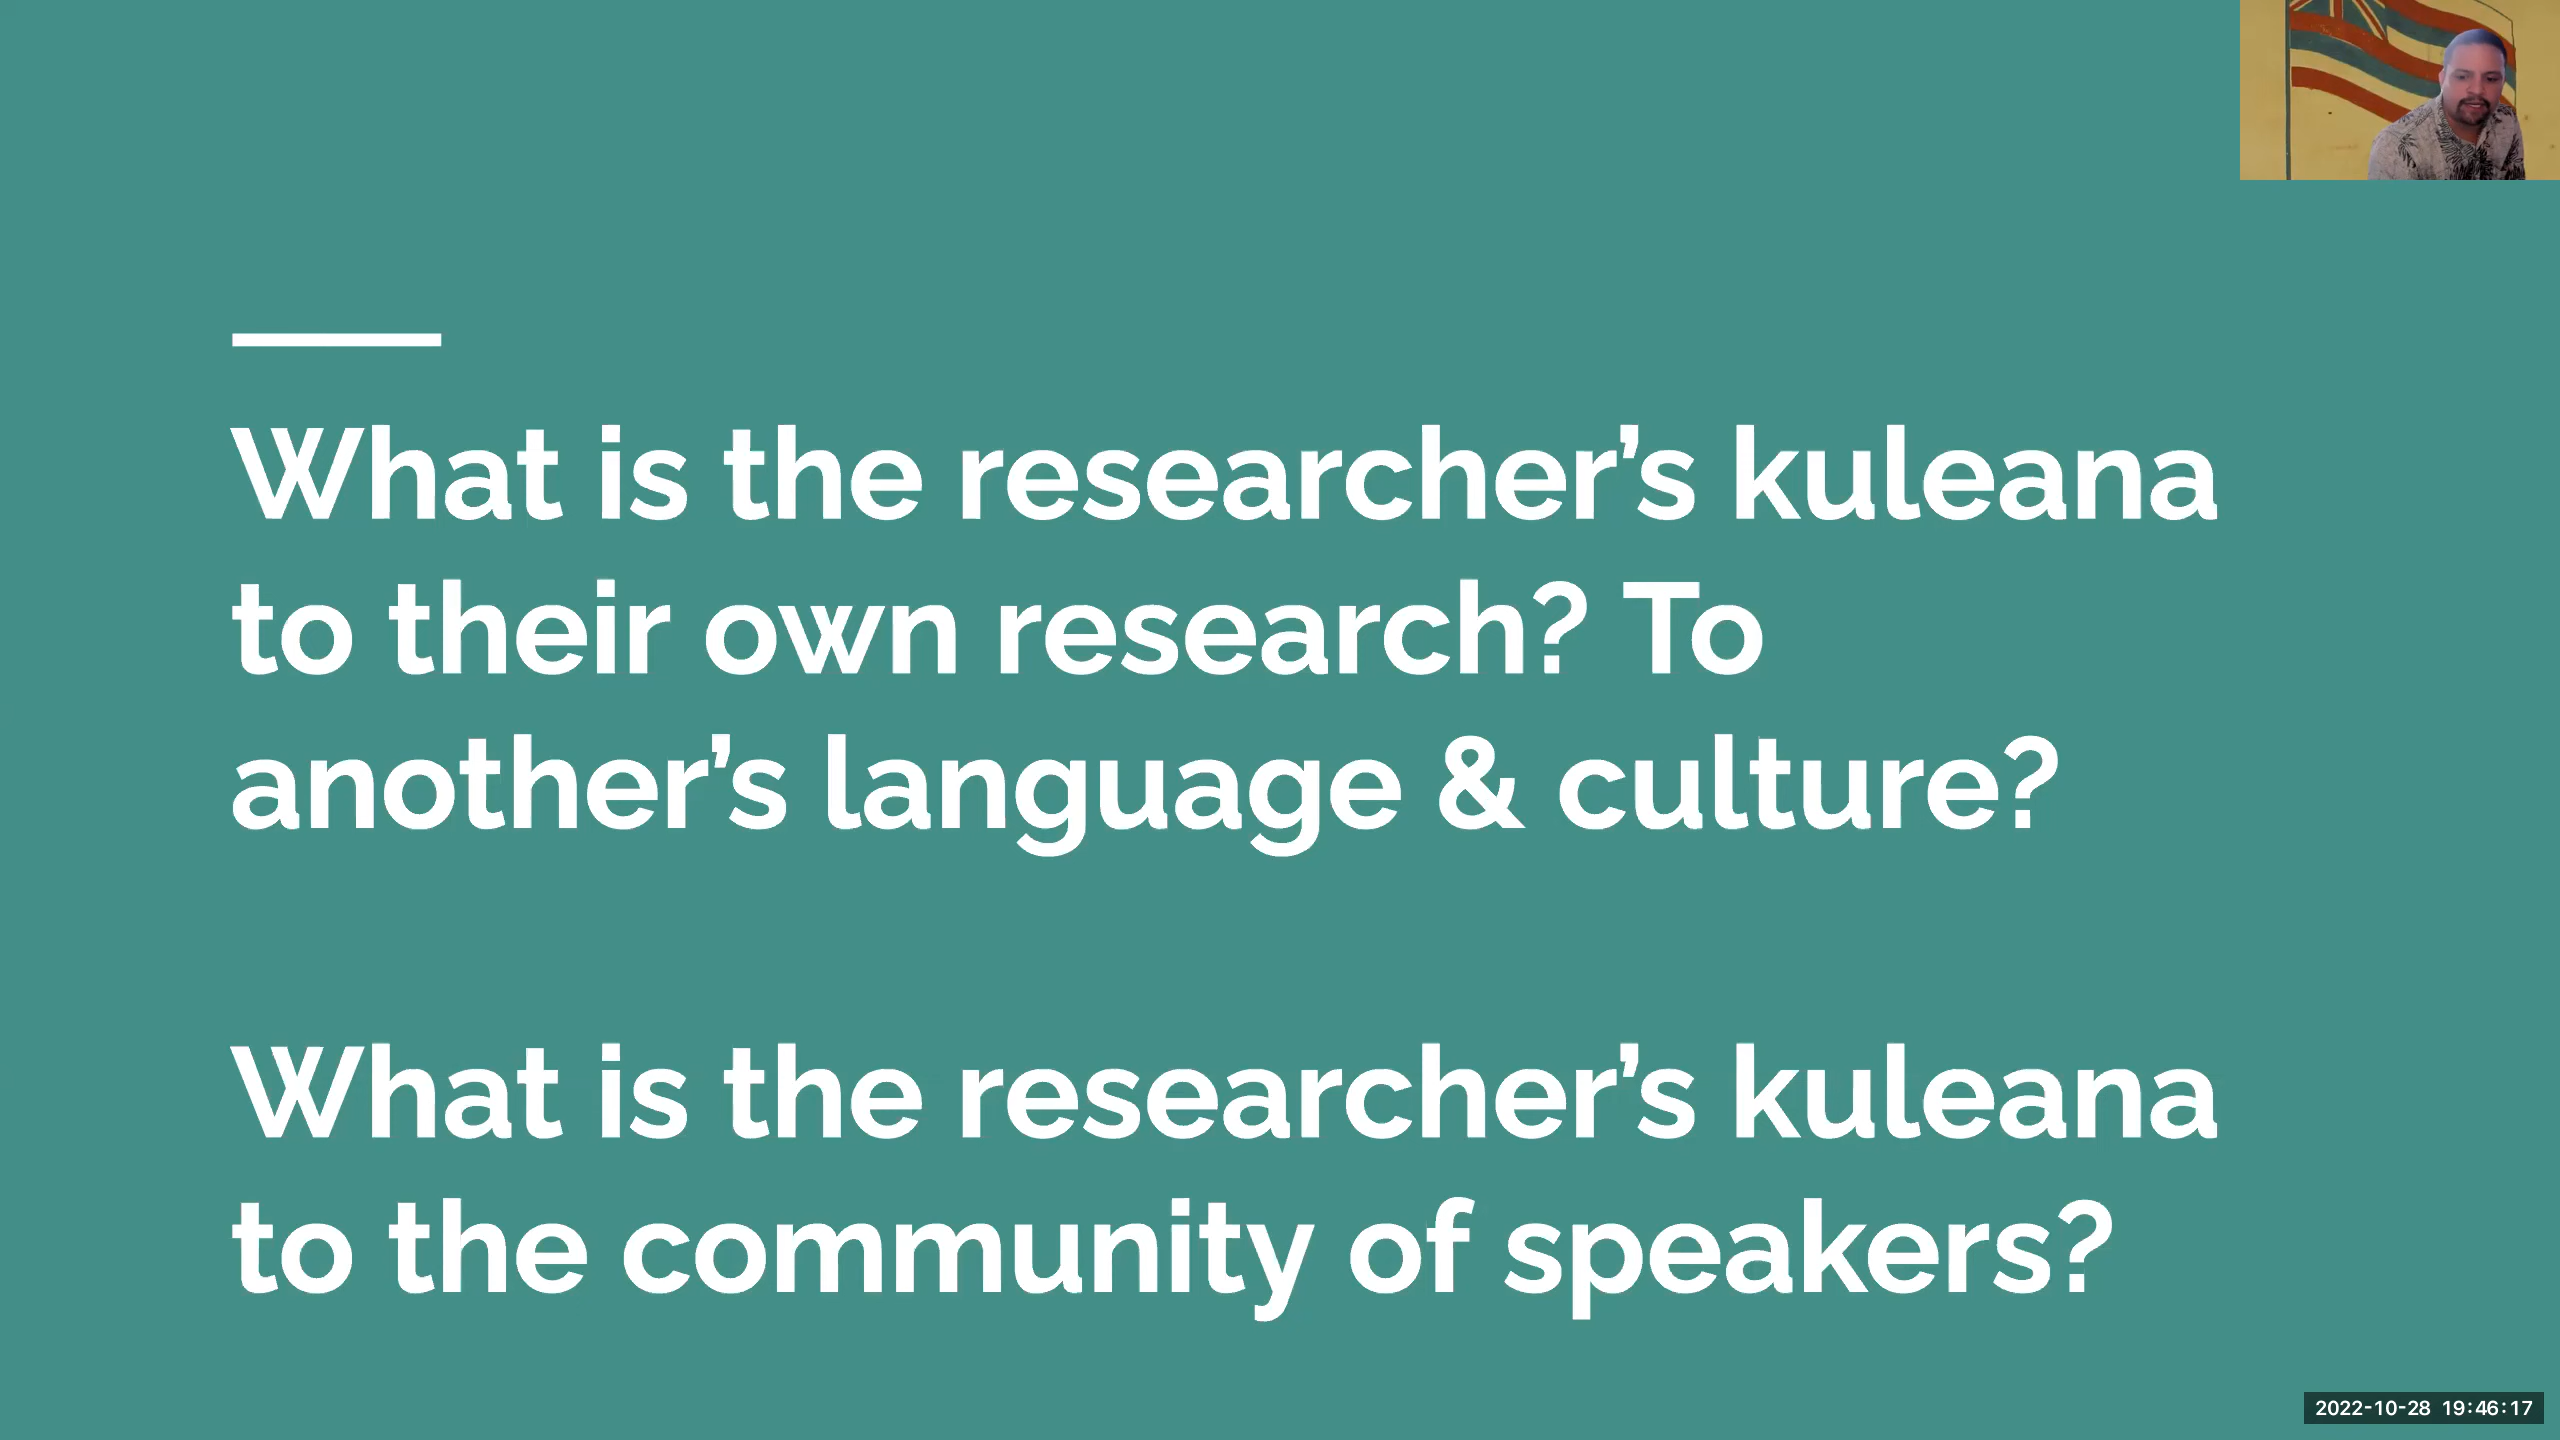 What is the researcher’s kuleana
to their own research? To
another’s language & culture?
What is the researcher’s kuleana
to the community of speakers?
2022-10-28 19:46:17